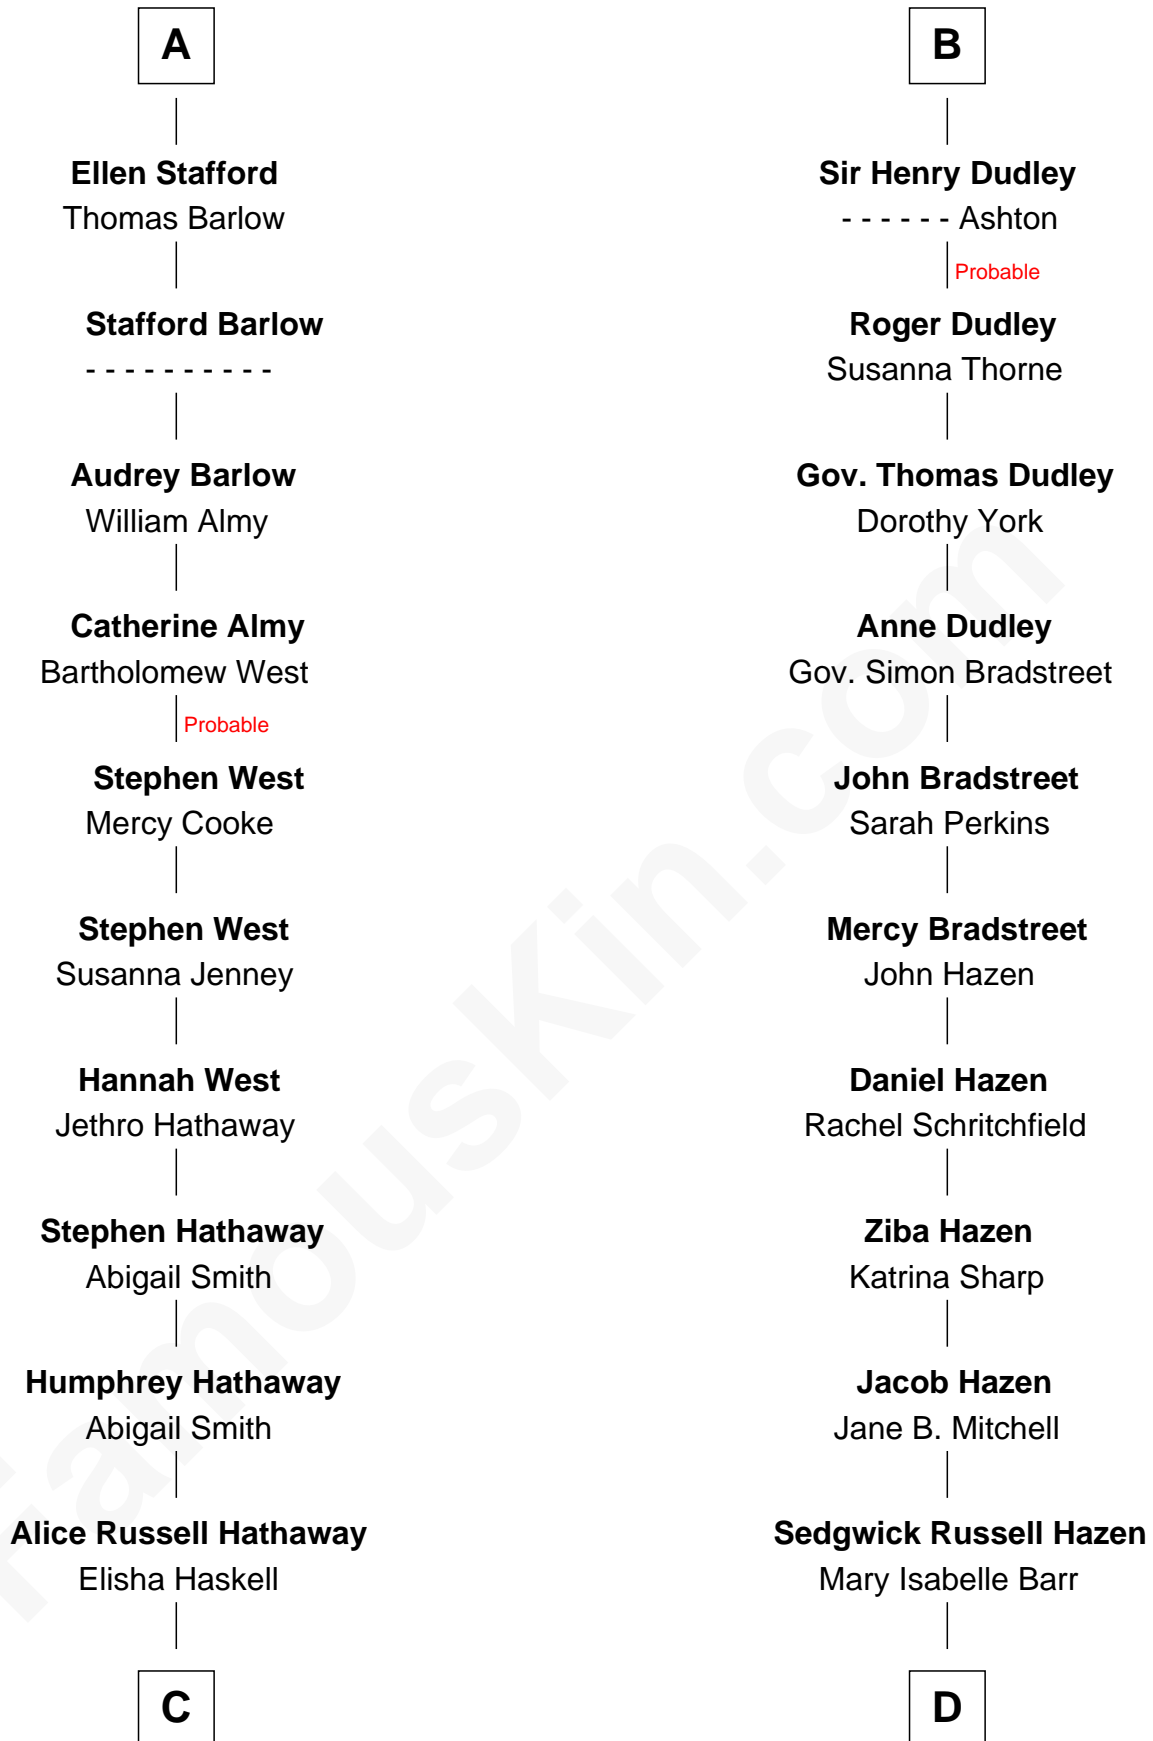 A
Ellen Stafford
Thomas Barlow
Stafford Barlow
- - - - - - - - - -
Audrey Barlow
William Almy
Catherine Almy
Bartholomew West
Probable
Stephen West
Mercy Cooke
Stephen West
Susanna Jenney
Hannah West
Jethro Hathaway
Stephen Hathaway
Abigail Smith
Humphrey Hathaway
Abigail Smith
Alice Russell Hathaway
Elisha Haskell
C
B
Sir Henry Dudley
- - - - - - Ashton
Probable
Roger Dudley
Susanna Thorne
Gov. Thomas Dudley
Dorothy York
Anne Dudley
Gov. Simon Bradstreet
John Bradstreet
Sarah Perkins
Mercy Bradstreet
John Hazen
Daniel Hazen
Rachel Schritchfield
Ziba Hazen
Katrina Sharp
Jacob Hazen
Jane B. Mitchell
Sedgwick Russell Hazen
Mary Isabelle Barr
D
FamousKin.com